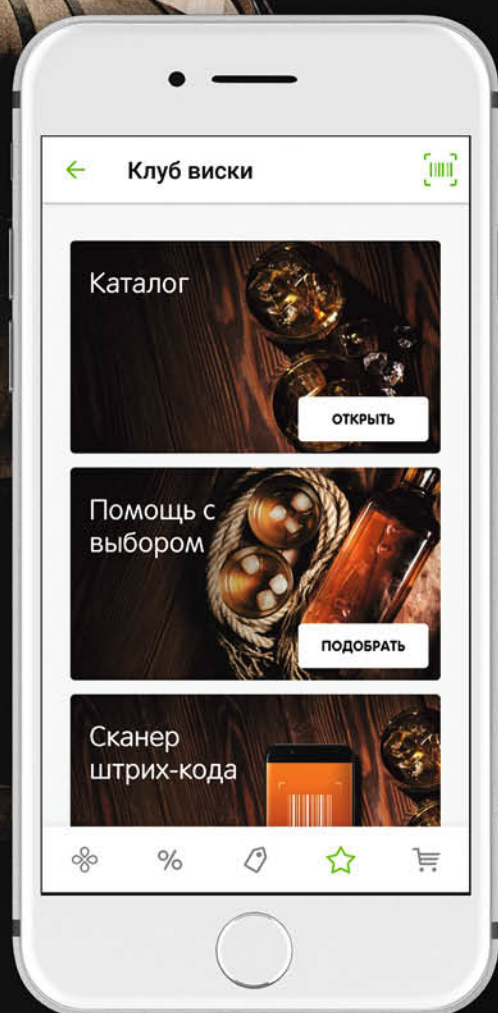 Клуб виски
Каталог
ОТКРЫТЬ
Помощь с
выбором
ПОДОБРАТЬ
Сканер
штрих-кода
%